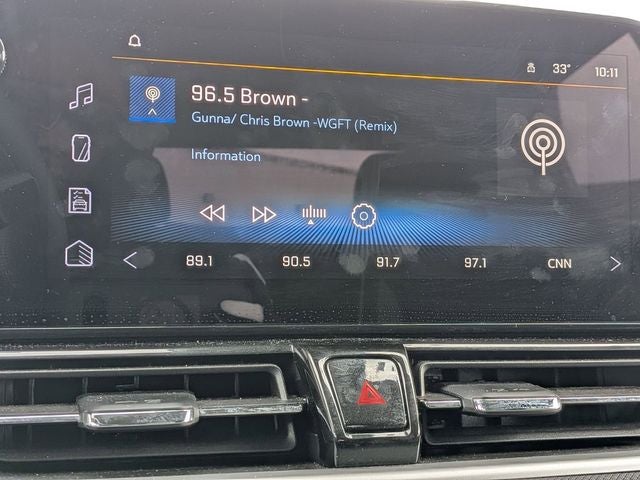 33° 10:11
96.5 Brown -
Gunna/ Chris Brown -WGFT (Remix)
Information
89.1 90.5 91.7 97.1 CNN